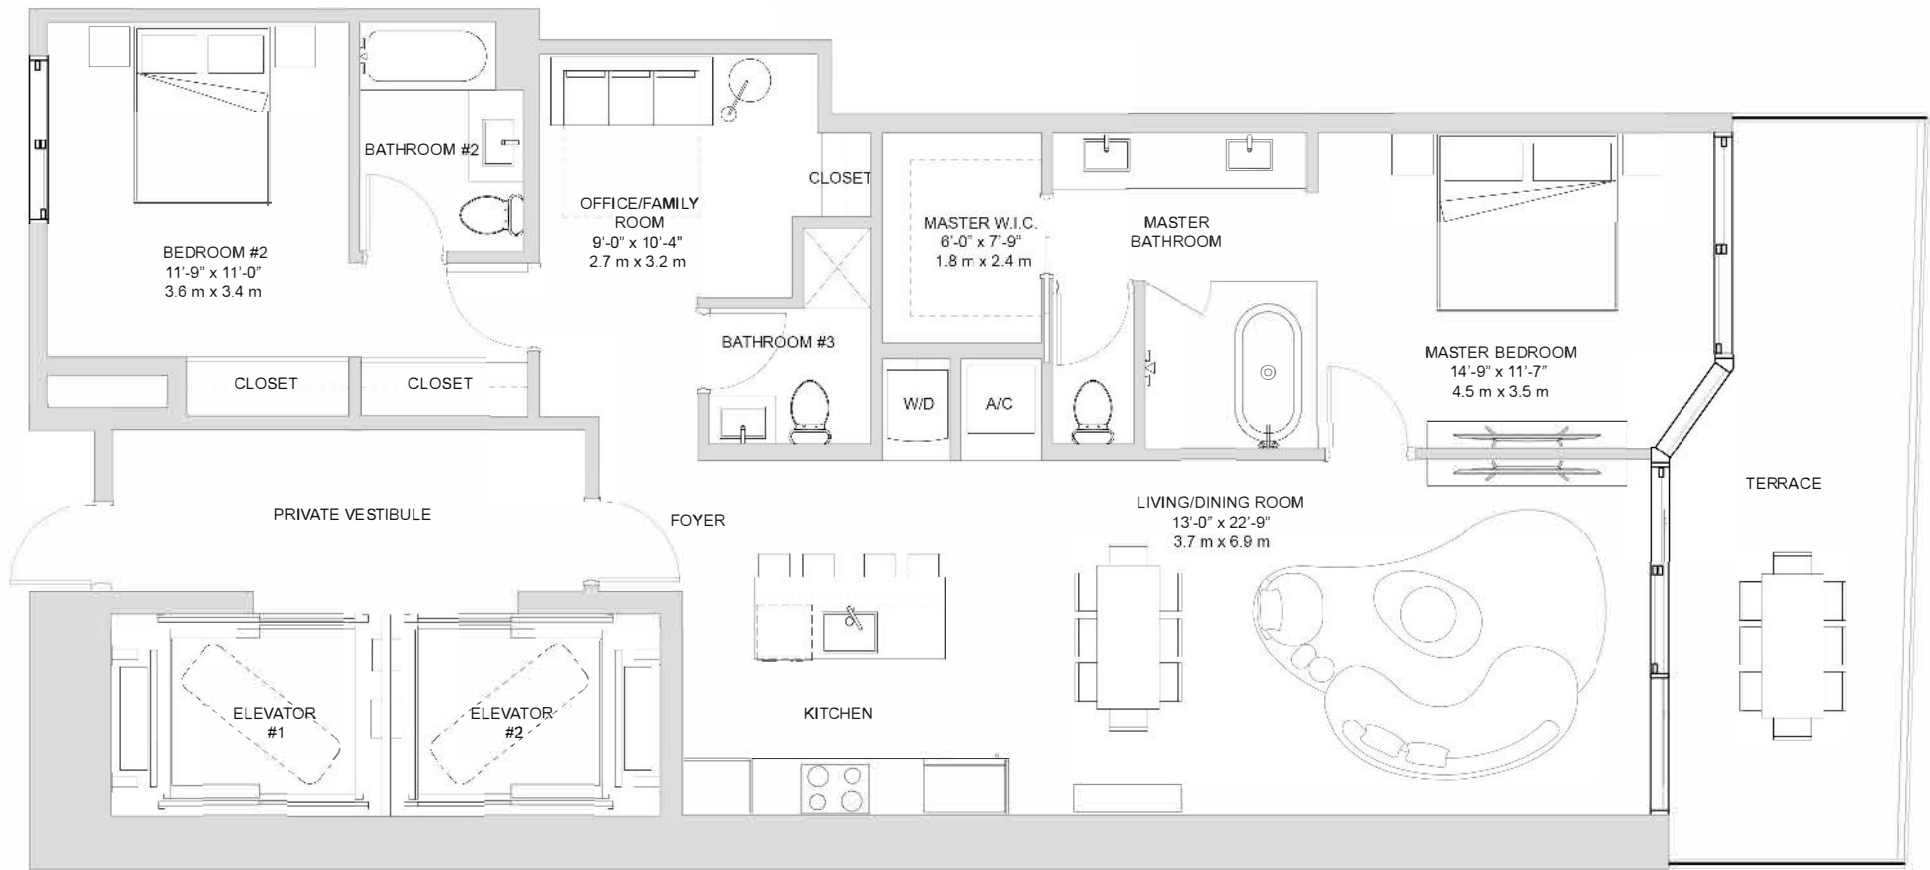 BATHROOM #2
BEDROOM #2
11'-9" x 11'-0"
3.6 m x 3.4 m
CLOSET
CLOSET
OFFICE/FAMILY
ROOM
9'-0" x 10'-4"
2.7 m x 3.2 m
CLOSET
BATHROOM #3
MASTER W.I.C.
6'-0" x 7'-9"
1.8 m x 2.4 m
MASTER
BATHROOM
W/D
A/C
MASTER BEDROOM
14'-9" x 11'-7"
4.5 m x 3.5 m
PRIVATE VESTIBULE
FOYER
LIVING/DINING ROOM
13'-0" x 22'-9"
3.7 m x 6.9 m
TERRACE
ELEVATOR
#1
ELEVATOR
#2
KITCHEN